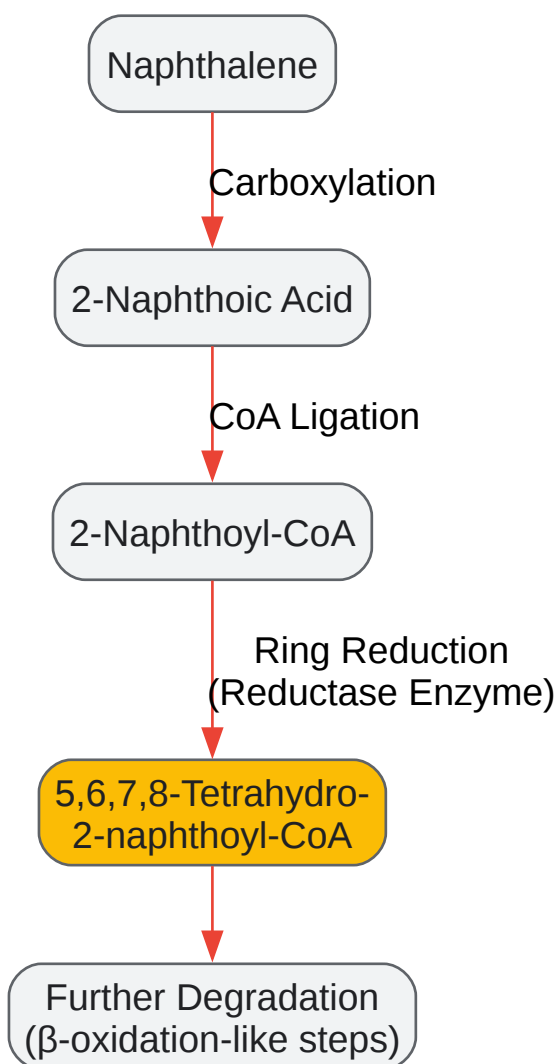 Naphthalene
Carboxylation
2-Naphthoic Acid
CoA Ligation
2-Naphthoyl-CoA
Ring Reduction
(Reductase Enzyme)
5,6,7,8-Tetrahydro-
2-naphthoyl-CoA
Further Degradation
(β-oxidation-like steps)